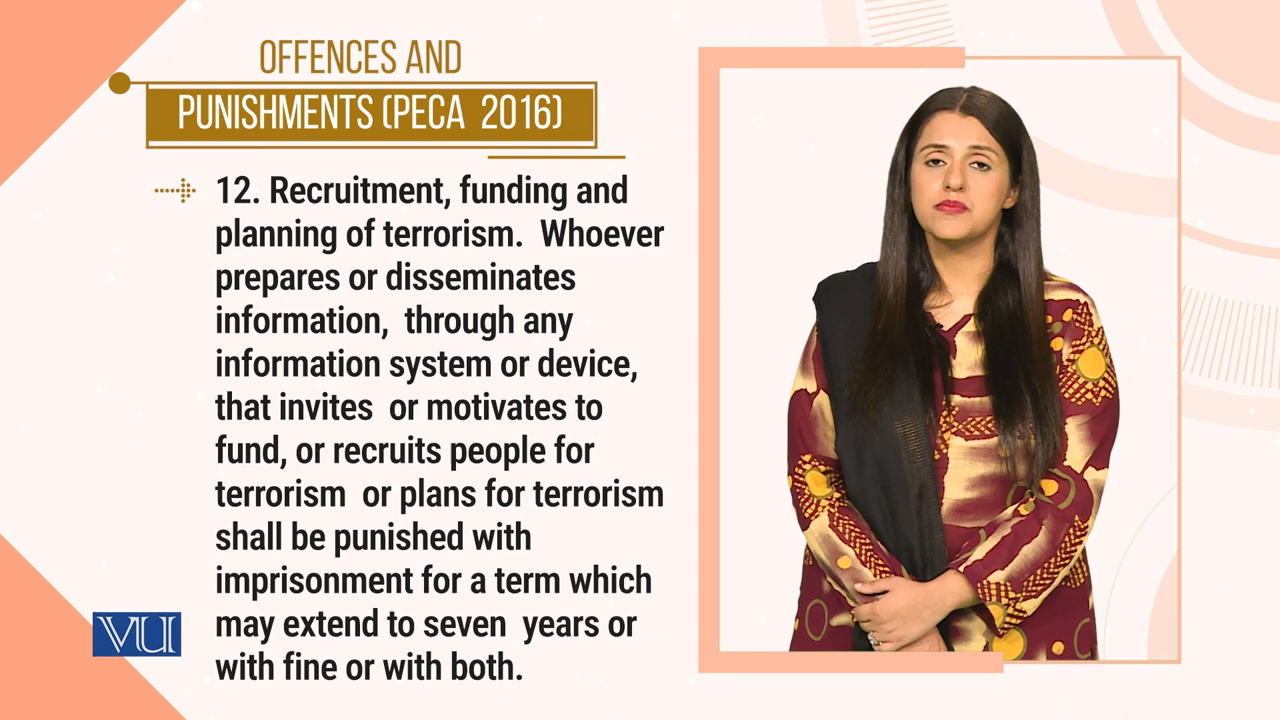 OFFENCES AND
PUNISHMENTS (PECA 2016)
12. Recruitment, funding and
planning of terrorism. Whoever
prepares or disseminates
information, through any
information system or device,
that invites or motivates to
fund, or recruits people for
terrorism or plans for terrorism
shall be punished with
imprisonment for a term which
may extend to seven years or
with fine or with both.
VU